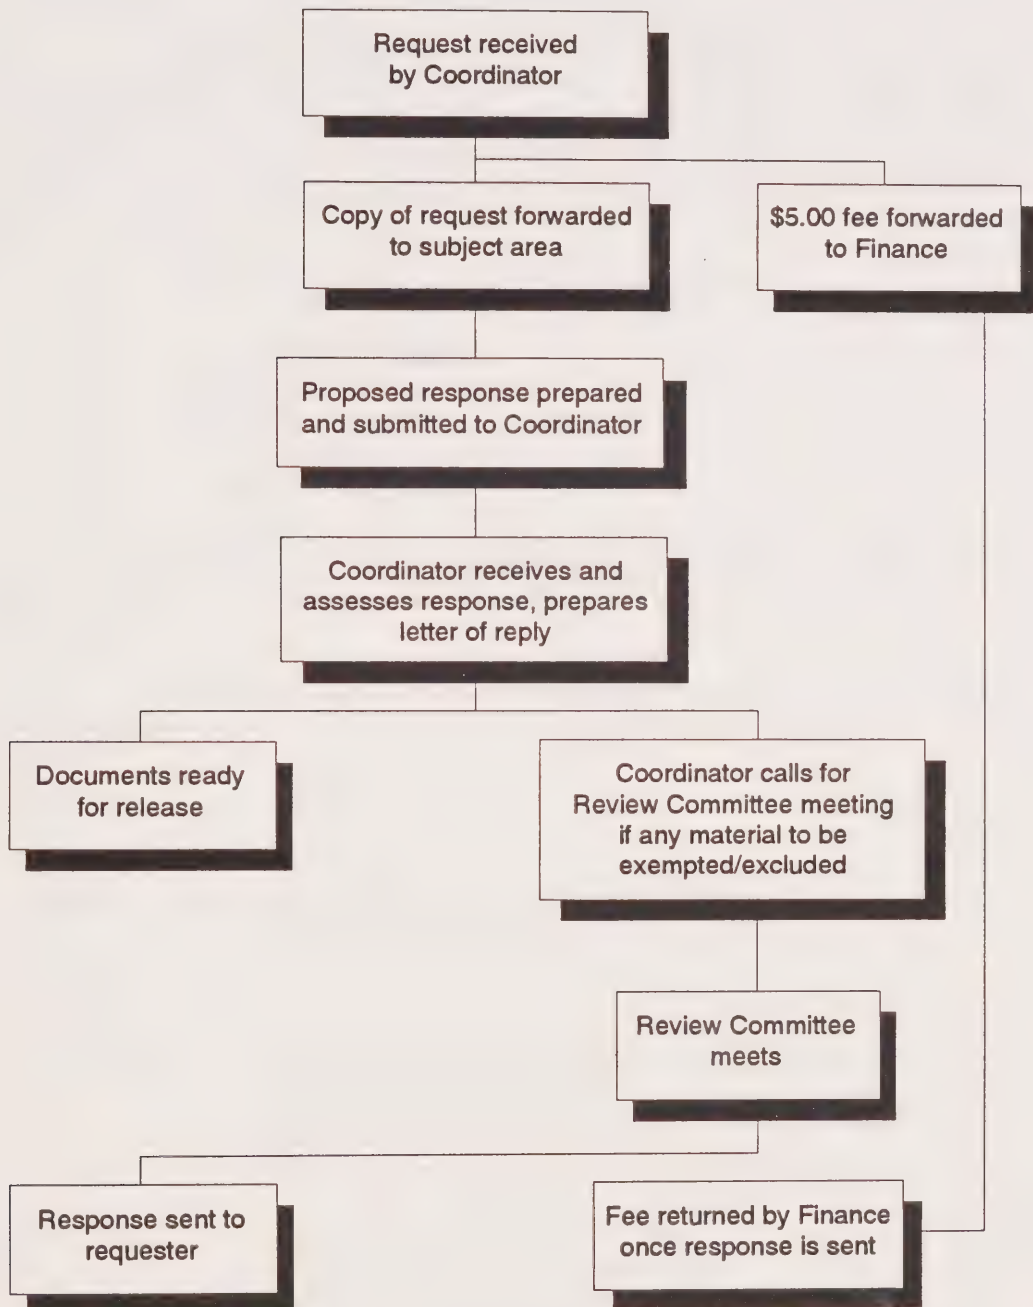 Request received
by Coordinator
Copy of request forwarded
to subject area
$5.00 fee forwarded
to Finance
Proposed response prepared
and submitted to Coordinator
Coordinator receives and
assesses response, prepares
letter of reply
Documents ready
for release
Coordinator calls for
Review Committee meeting
if any material to be
exempted/excluded
Review Committee
meets
Response sent to
requester
Fee returned by Finance
once response is sent